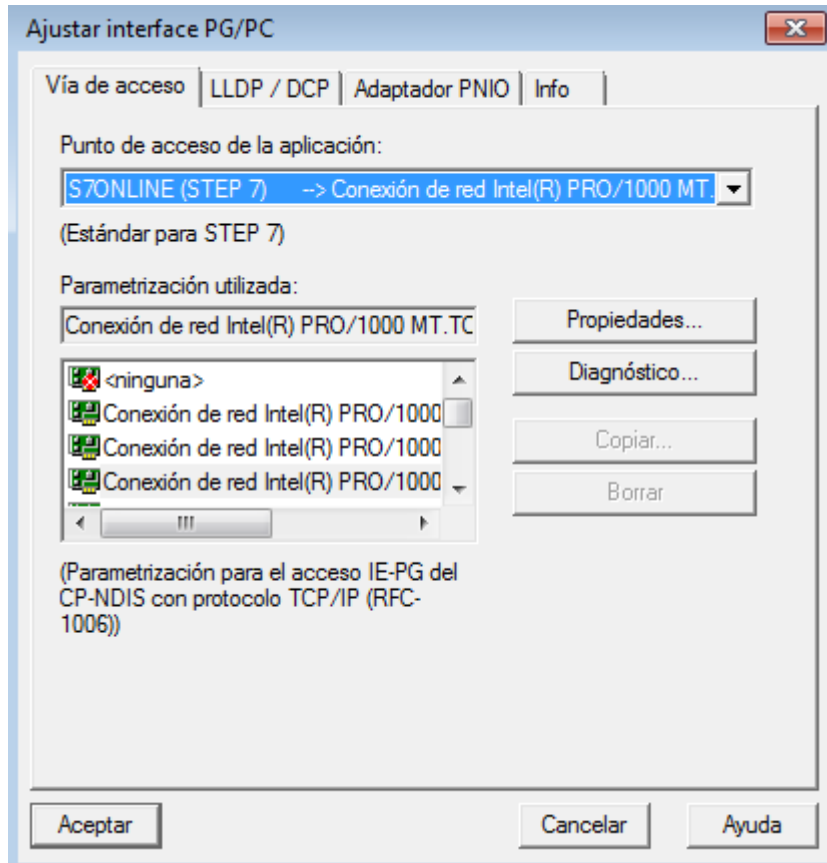 Ajustar interface PG/PC
Vía de acceso
LLDP / DCP
Adaptador PNIO
Info
Punto de acceso de la aplicación:
S7ONLINE (STEP 7) --> Conexión de red Intel(R) PRO/1000 MT.
(Estándar para STEP 7)
Parametrización utilizada:
Conexión de red Intel(R) PRO/1000 MT.TC
Propiedades...
<ninguna>
Diagnóstico...
Conexión de red Intel(R) PRO/1000
Conexión de red Intel(R) PRO/1000
Copiar...
Conexión de red Intel(R) PRO/1000
Borrar
(Parametrización para el acceso IE-PG del
CP-NDIS con protocolo TCP/IP (RFC-
1006))
Aceptar
Cancelar
Ayuda